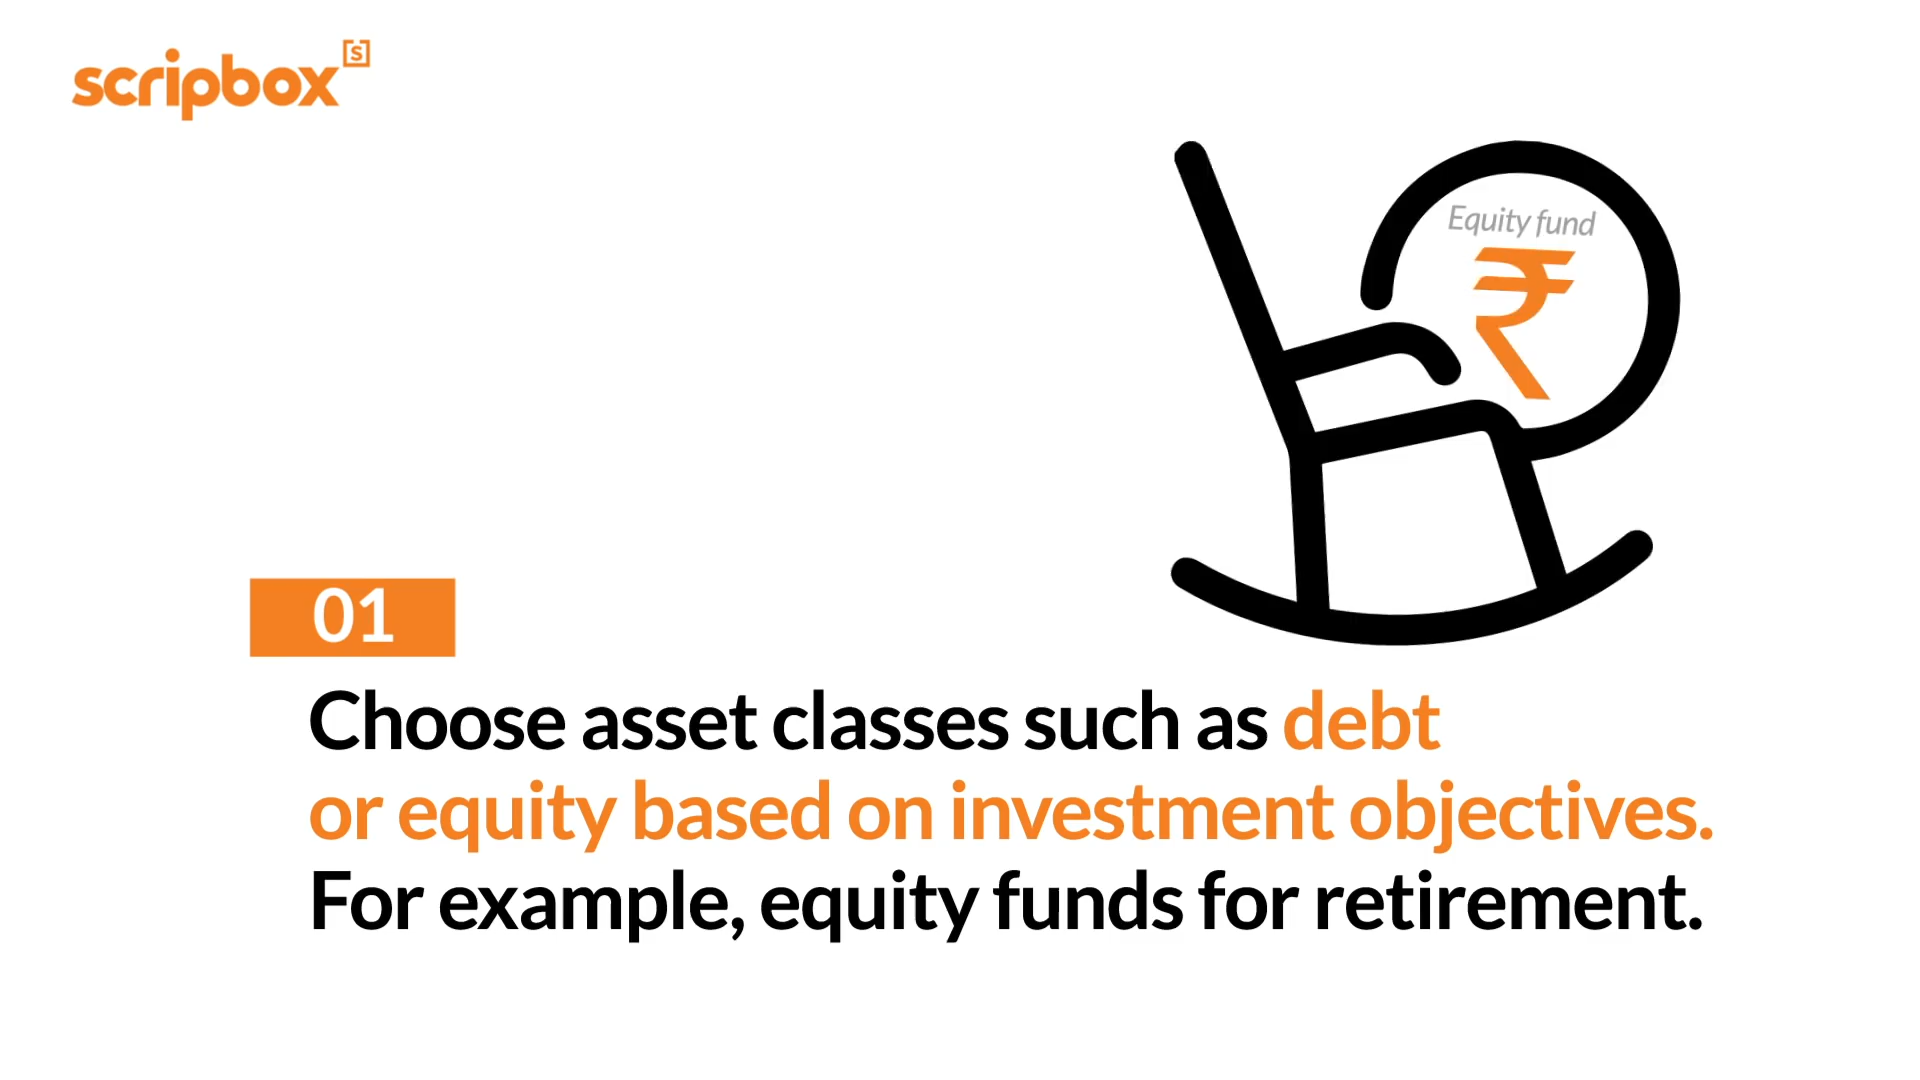 scripbox
[s]
Equity fund
₹
01
Choose asset classes such as debt
or equity based on investment objectives.
For example, equity funds for retirement.